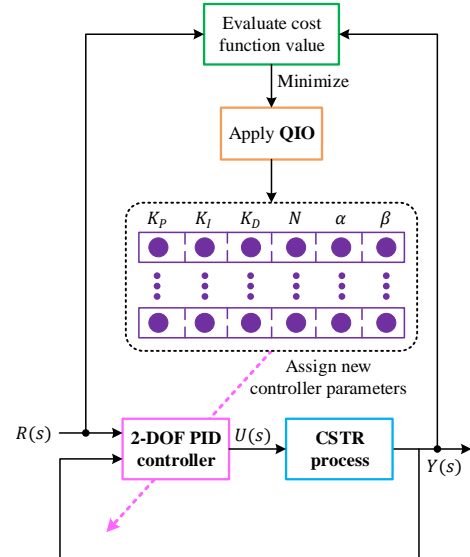 Evaluate cost
function value
Minimize
Apply QIO
K_P K_I K_D N α β
Assign new
controller parameters
R(s)
2-DOF PID
controller
U(s)
CSTR
process
Y(s)